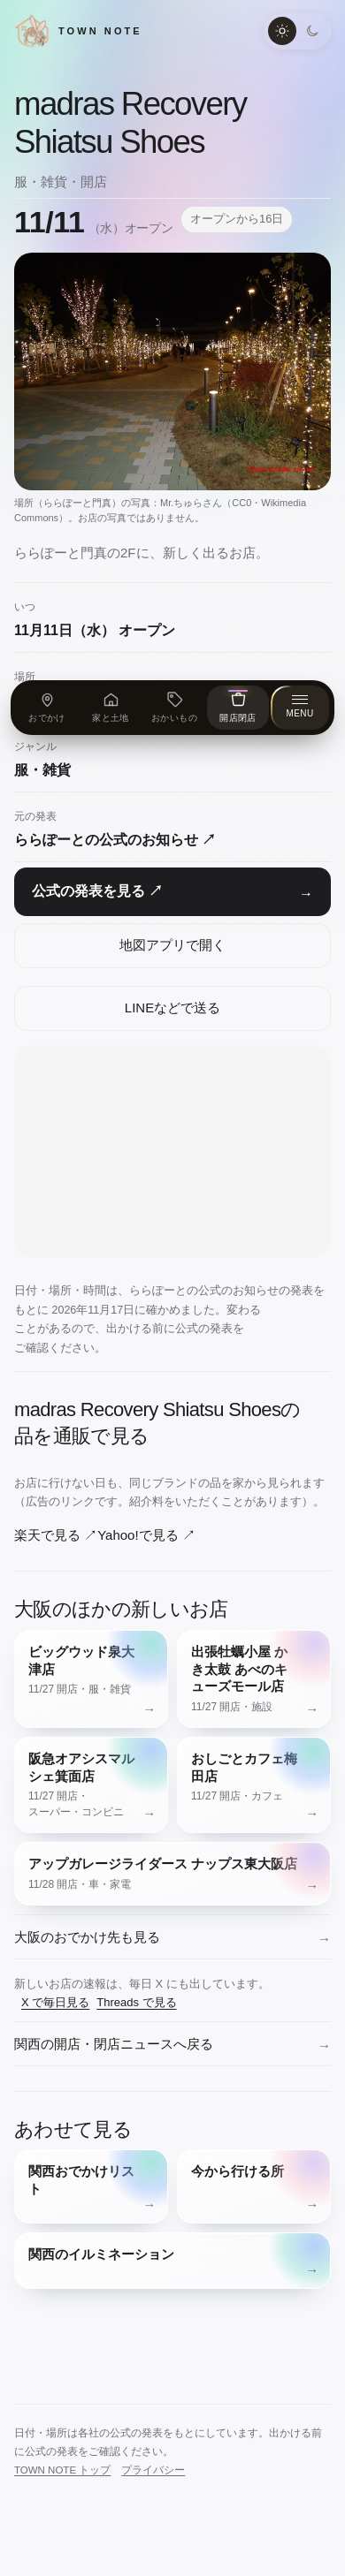 TOWN NOTE
madras Recovery
Shiatsu Shoes
服・雑貨・開店
11/11 （水）オープン オープンから16日
場所（ららぽーと門真）の写真：Mr.ちゅらさん（CC0・Wikimedia
Commons）。お店の写真ではありません。
ららぽーと門真の2Fに、新しく出るお店。
いつ
11月11日（水） オープン
場所
おでかけ 家と土地 おかいもの 開店閉店 MENU
ジャンル
服・雑貨
元の発表
ららぽーとの公式のお知らせ ↗
公式の発表を見る ↗ →
地図アプリで開く
LINEなどで送る
日付・場所・時間は、ららぽーとの公式のお知らせの発表を
もとに 2026年11月17日に確かめました。変わる
ことがあるので、出かける前に公式の発表を
ご確認ください。
madras Recovery Shiatsu Shoesの
品を通販で見る
お店に行けない日も、同じブランドの品を家から見られます
（広告のリンクです。紹介料をいただくことがあります）。
楽天で見る ↗Yahoo!で見る ↗
大阪のほかの新しいお店
ビッグウッド泉大
津店
11/27 開店・服・雑貨
→
出張牡蠣小屋 か
き太鼓 あべのキ
ューズモール店
11/27 開店・施設
→
阪急オアシスマル
シェ箕面店
11/27 開店・
スーパー・コンビニ →
おしごとカフェ梅
田店
11/27 開店・カフェ
→
アップガレージライダース ナップス東大阪店
11/28 開店・車・家電 →
大阪のおでかけ先も見る →
新しいお店の速報は、毎日 X にも出しています。
X で毎日見る Threads で見る
関西の開店・閉店ニュースへ戻る →
あわせて見る
関西おでかけリス
ト
→
今から行ける所
→
関西のイルミネーション
→
日付・場所は各社の公式の発表をもとにしています。出かける前
に公式の発表をご確認ください。
TOWN NOTE トップ プライバシー